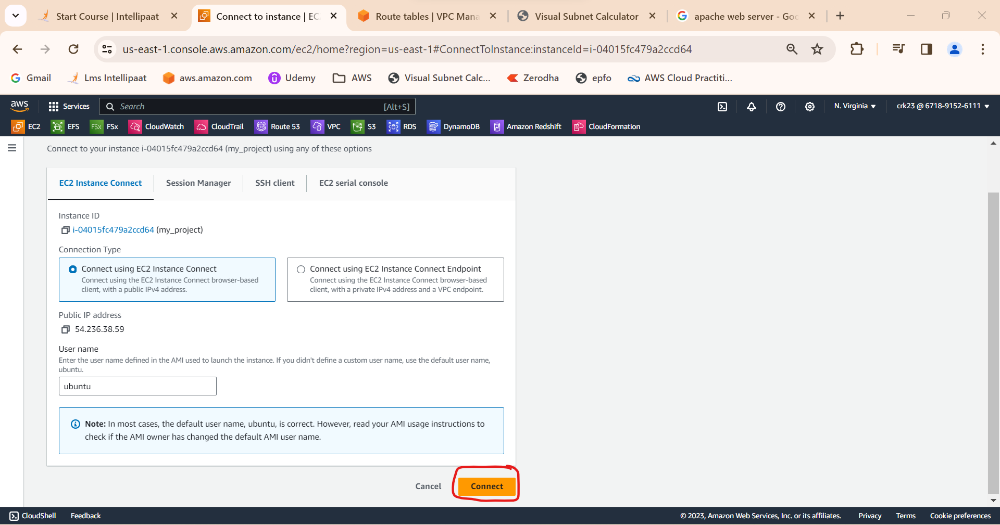 Start Course | Intellipaat
Connect to instance | EC
Route tables | VPC Mana
Visual Subnet Calculator
apache web server - Goo
us-east-1.console.aws.amazon.com/ec2/home?region=us-east-1#ConnectToInstance:instanceId=i-04015fc479a2ccd64
Gmail
Lms Intellipaat
aws.amazon.com
Udemy
AWS
Visual Subnet Calc...
Zerodha
epfo
AWS Cloud Practiti...
aws
Services
Search
[Alt+S]
N. Virginia
crk23 @ 6718-9152-6111
EC2
EFS
FSx
FSx
CloudWatch
CloudTrail
Route 53
VPC
S3
RDS
DynamoDB
Amazon Redshift
CloudFormation
Connect to your instance i-04015fc479a2ccd64 (my_project) using any of these options
EC2 Instance Connect
Session Manager
SSH client
EC2 serial console
Instance ID
i-04015fc479a2ccd64 (my_project)
Connection Type
Connect using EC2 Instance Connect
Connect using the EC2 Instance Connect browser-based
client, with a public IPv4 address.
Connect using EC2 Instance Connect Endpoint
Connect using the EC2 Instance Connect browser-based
client, with a private IPv4 address and a VPC endpoint.
Public IP address
54.236.38.59
User name
Enter the user name defined in the AMI used to launch the instance. If you didn't define a custom user name, use the default user name,
ubuntu.
ubuntu
Note: In most cases, the default user name, ubuntu, is correct. However, read your AMI usage instructions to
check if the AMI owner has changed the default AMI user name.
Cancel
Connect
CloudShell
Feedback
© 2023, Amazon Web Services, Inc. or its affiliates.
Privacy
Terms
Cookie preferences